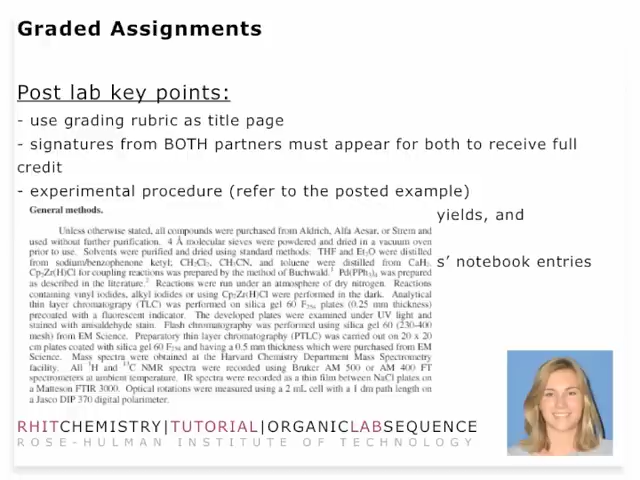 Graded Assignments
Post lab key points:
- use grading rubric as title page
- signatures from BOTH partners must appear for both to receive full
credit
- experimental procedure (refer to the posted example)
yields, and
s' notebook entries
General methods.
Unless otherwise stated, all compounds were purchased from Aldrich, Alfa Aesar, or Strem and
used without further purification. 4 Å molecular sieves were powdered and dried in a vacuum oven
prior to use. Solvents were purified and dried using standard methods: THF and Et2O were distilled
from sodium/benzophenone ketyl; CH2Cl2, CH3CN, and toluene were distilled from CaH2.
Cp2Zr(H)Cl for coupling reactions was prepared by the method of Buchwald.1 Pd(PPh3)4 was prepared
as described in the literature.2 Reactions were run under an atmosphere of dry nitrogen. Reactions
containing vinyl iodides, alkyl iodides or using Cp2Zr(H)Cl were performed in the dark. Analytical
thin layer chromatograpy (TLC) was performed on silica gel 60 F254 plates (0.25 mm thickness)
precoated with a fluorescent indicator. The developed plates were examined under UV light and
stained with anisaldehyde stain. Flash chromatography was performed using silica gel 60 (230-400
mesh) from EM Science. Preparatory thin layer chromatography (PTLC) was carried out on 20 x 20
cm plates coated with silica gel 60 F254 and having a 0.5 mm thickness which were purchased from EM
Science. Mass spectra were obtained at the Harvard Chemistry Department Mass Spectrometry
facility. All 1H and 13C NMR spectra were recorded using Bruker AM 500 or AM 400 FT
spectrometers at ambient temperature. IR spectra were recorded as a thin film between NaCl plates on
a Matteson FTIR 3000. Optical rotations were measured using a 2 mL cell with a 1 dm path length on
a Jasco DIP 370 digital polarimeter.
RHITCHEMISTRY|TUTORIAL|ORGANICLABSEQUENCE
ROSE-HULMAN INSTITUTE OF TECHNOLOGY